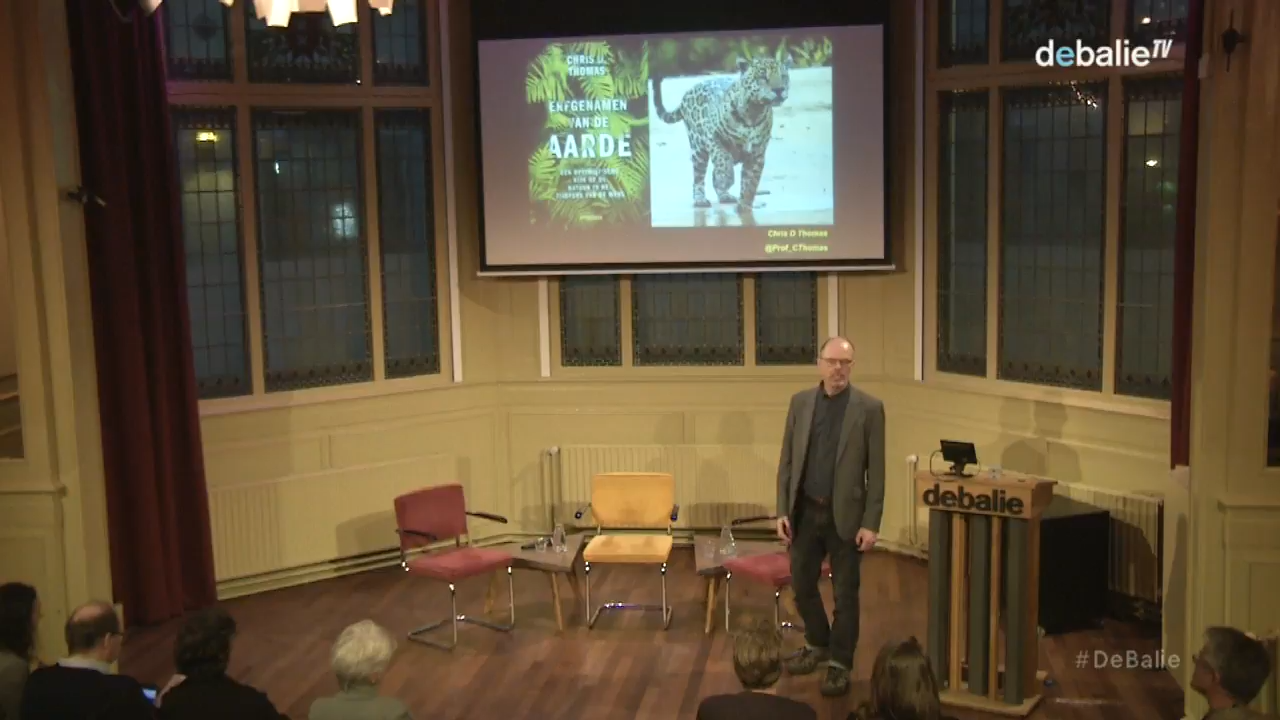 debalieTV
CHRIS D.
THOMAS
ERFGENAMEN
VAN DE
AARDE
Chris D Thomas
@Prof_CThomas
debalie
#DeBalie